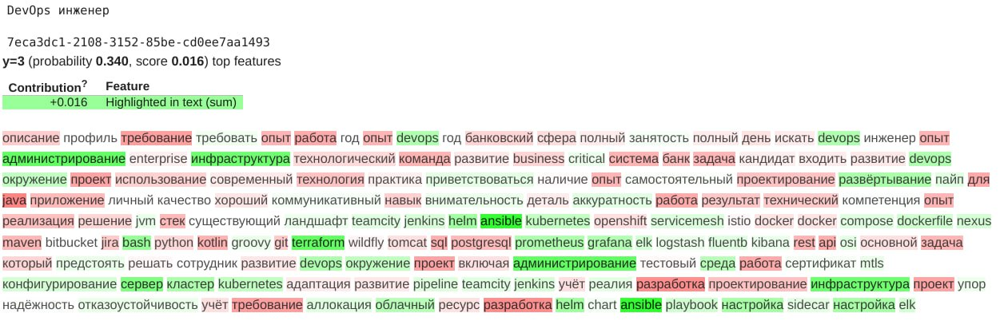 DevOps инженер
7eca3dc1-2108-3152-85be-cd0ee7aa1493
y=3 (probability 0.340, score 0.016) top features
Contribution? Feature
+0.016 Highlighted in text (sum)
описание профиль требование требовать опыт работа год опыт devops год банковский сфера полный занятость полный день искать devops инженер опыт
администрирование enterprise инфраструктура технологический команда развитие business critical система банк задача кандидат входить развитие devops
окружение проект использование современный технология практика приветствоваться наличие опыт самостоятельный проектирование развёртывание пайп для
java приложение личный качество хороший коммуникативный навык внимательность деталь аккуратность работа результат технический компетенция опыт
реализация решение jvm стек существующий ландшафт teamcity jenkins helm ansible kubernetes openshift servicemesh istio docker docker compose dockerfile nexus
maven bitbucket jira bash python kotlin groovy git terraform wildfly tomcat sql postgresql prometheus grafana elk logstash fluentb kibana rest api osi основной задача
который предстоять решать сотрудник развитие devops окружение проект включая администрирование тестовый среда работа сертификат mtls
конфигурирование сервер кластер kubernetes адаптация развитие pipeline teamcity jenkins учёт реалия разработка проектирование инфраструктура проект упор
надёжность отказоустойчивость учёт требование аллокация облачный ресурс разработка helm chart ansible playbook настройка sidecar настройка elk